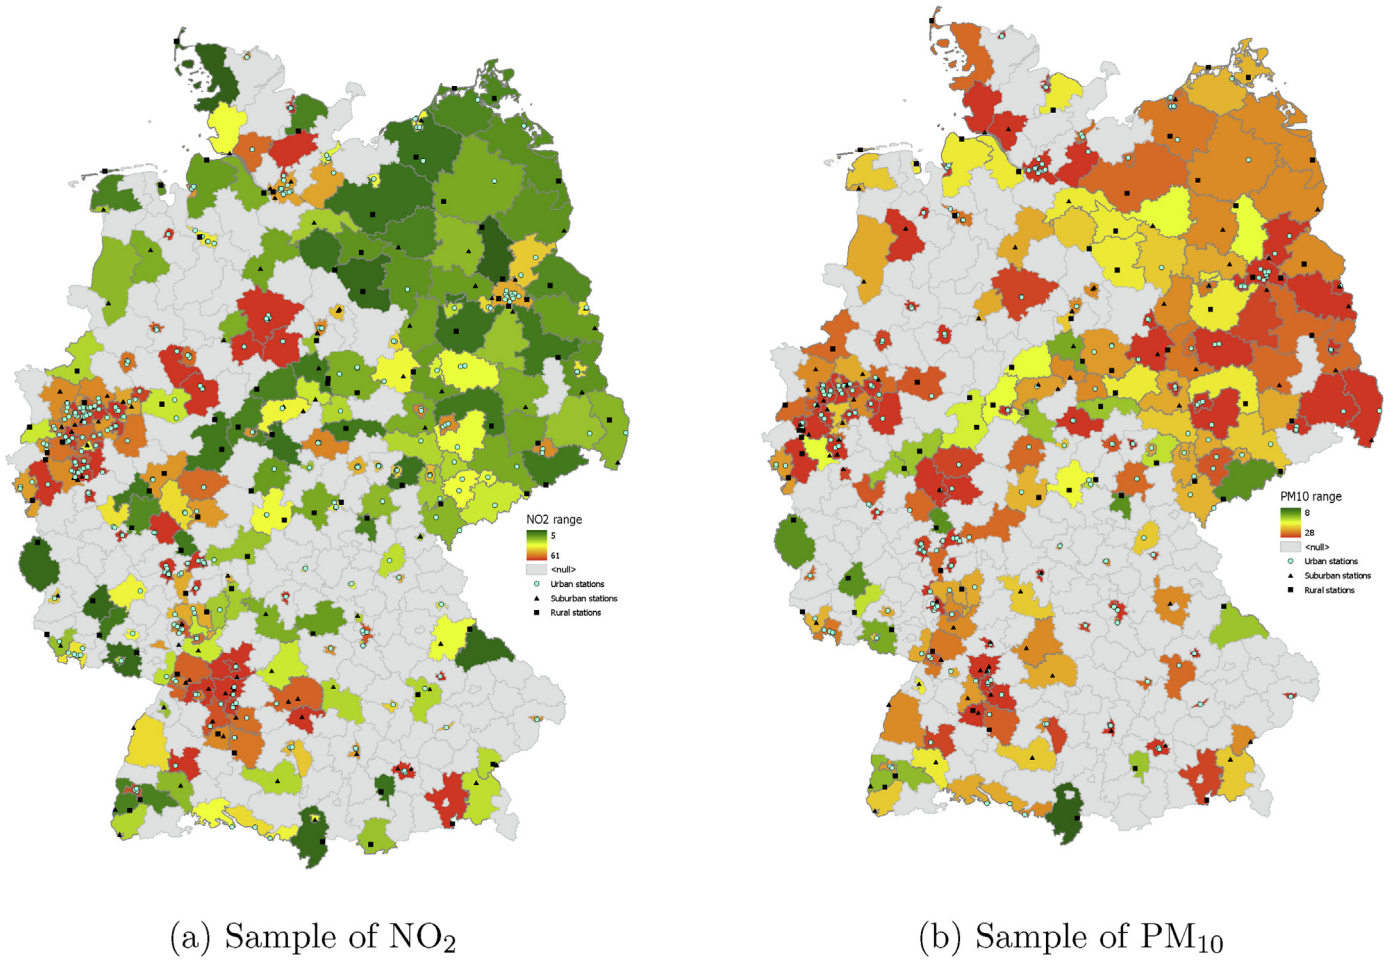 NO2 range
5
61
<null>
Urban stations
Suburban stations
Rural stations
PM10 range
8
28
<null>
Urban stations
Suburban stations
Rural stations
(a) Sample of NO₂
(b) Sample of PM₁₀